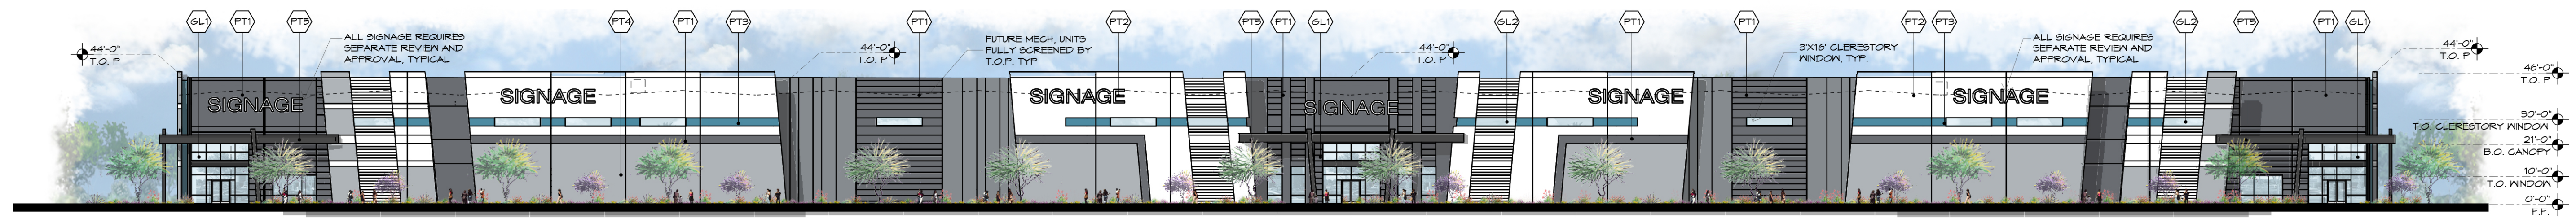 GL1 PT1 PT5 PT4 PT1 PT3 PT1 PT2 PT5 PT1 GL1 GL2 PT1 PT1 PT2 PT3 GL2 PT5 PT1 GL1
44'-0"
T.O. P
ALL SIGNAGE REQUIRES
SEPARATE REVIEW AND
APPROVAL, TYPICAL
44'-0"
T.O. P
FUTURE MECH. UNITS
FULLY SCREENED BY
T.O.P. TYP
44'-0"
T.O. P
3'X16' CLERESTORY
WINDOW, TYP.
ALL SIGNAGE REQUIRES
SEPARATE REVIEW AND
APPROVAL, TYPICAL
44'-0"
T.O. P
46'-0"
T.O. P
SIGNAGE
SIGNAGE
SIGNAGE
SIGNAGE
SIGNAGE
SIGNAGE
30'-0"
T.O. CLERESTORY WINDOW
21'-0"
B.O. CANOPY
10'-0"
T.O. WINDOW
0'-0"
F.F.